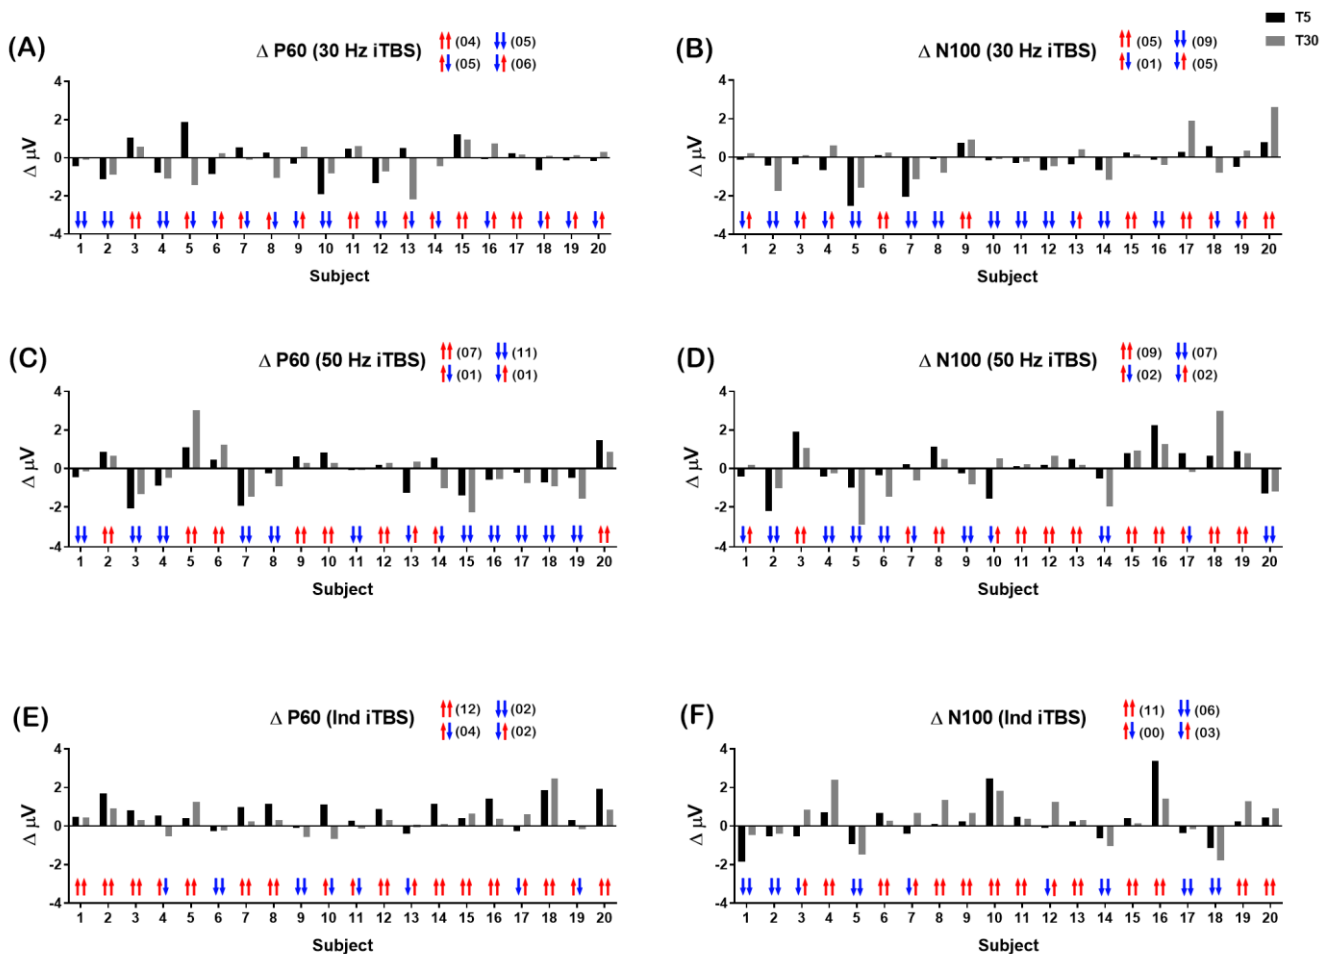 T5
T30
(A) Δ P60 (30 Hz iTBS) ↑↑ (04) ↓↓ (05)
↑↓ (05) ↓↑ (06)
4
2
0
-2
-4
Δ μV
1 2 3 4 5 6 7 8 9 10 11 12 13 14 15 16 17 18 19 20
Subject
(B) Δ N100 (30 Hz iTBS) ↑↑ (05) ↓↓ (09)
↑↓ (01) ↓↑ (05)
4
2
0
-2
-4
Δ μV
1 2 3 4 5 6 7 8 9 10 11 12 13 14 15 16 17 18 19 20
Subject
(C) Δ P60 (50 Hz iTBS) ↑↑ (07) ↓↓ (11)
↑↓ (01) ↓↑ (01)
4
2
0
-2
-4
Δ μV
1 2 3 4 5 6 7 8 9 10 11 12 13 14 15 16 17 18 19 20
Subject
(D) Δ N100 (50 Hz iTBS) ↑↑ (09) ↓↓ (07)
↑↓ (02) ↓↑ (02)
4
2
0
-2
-4
Δ μV
1 2 3 4 5 6 7 8 9 10 11 12 13 14 15 16 17 18 19 20
Subject
(E) Δ P60 (Ind iTBS) ↑↑ (12) ↓↓ (02)
↑↓ (04) ↓↑ (02)
4
2
0
-2
-4
Δ μV
1 2 3 4 5 6 7 8 9 10 11 12 13 14 15 16 17 18 19 20
Subject
(F) Δ N100 (Ind iTBS) ↑↑ (11) ↓↓ (06)
↑↓ (00) ↓↑ (03)
4
2
0
-2
-4
Δ μV
1 2 3 4 5 6 7 8 9 10 11 12 13 14 15 16 17 18 19 20
Subject